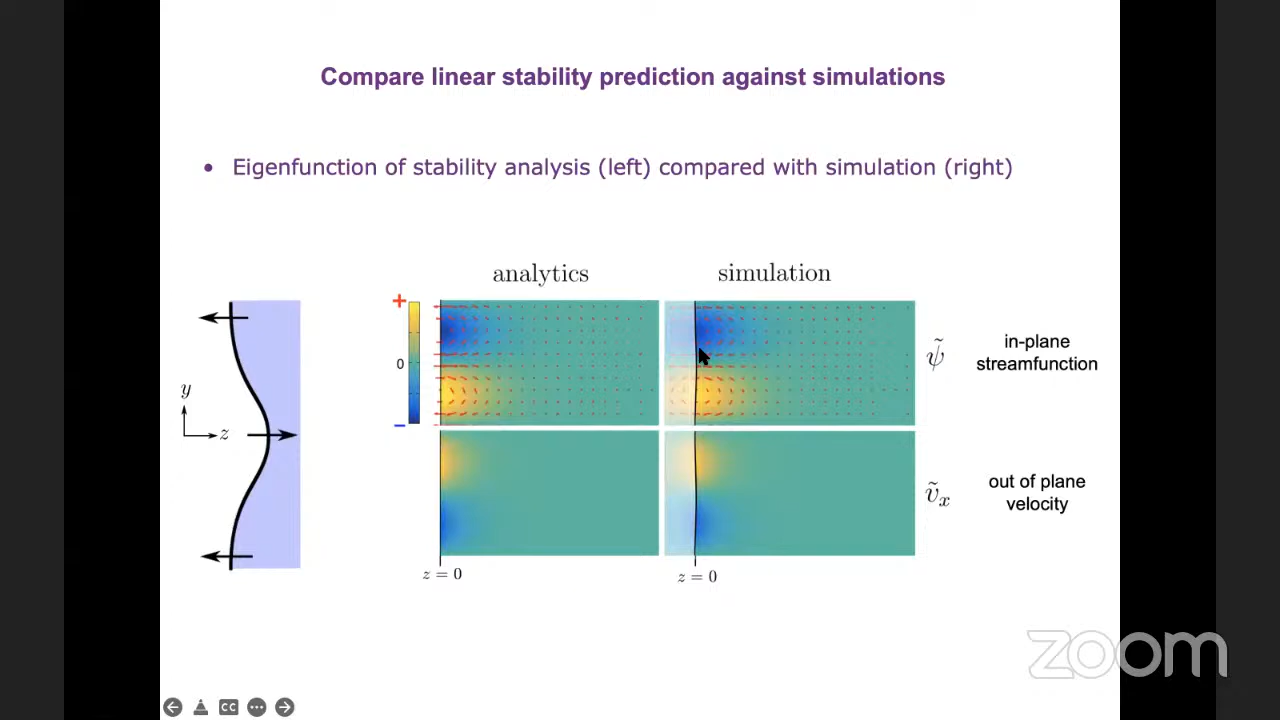 Compare linear stability prediction against simulations
• Eigenfunction of stability analysis (left) compared with simulation (right)
analytics
simulation
+
0
−
y
z
ψ̃
in-plane
streamfunction
ṽₓ
out of plane
velocity
z = 0
z = 0
zoom
CC